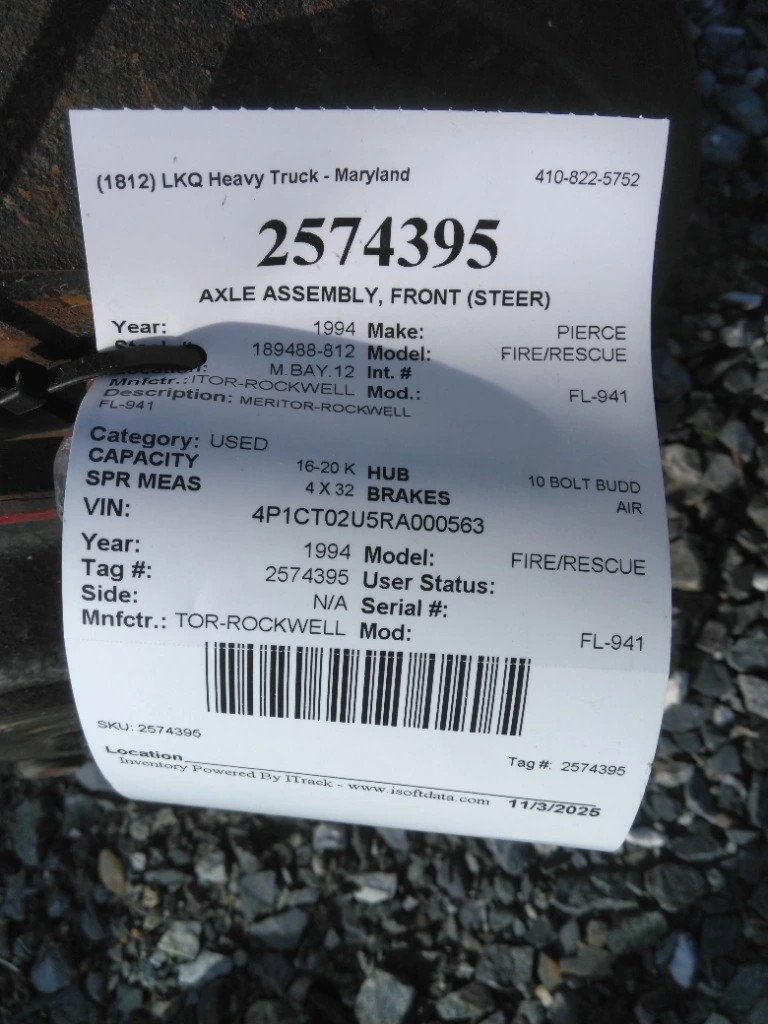 (1812) LKQ Heavy Truck - Maryland 410-822-5752
2574395
AXLE ASSEMBLY, FRONT (STEER)
Year: 1994 Make: PIERCE
189488-812 Model: FIRE/RESCUE
M.BAY.12 Int. #
Mnfctr.: ITOR-ROCKWELL Mod.: FL-941
Description: MERITOR-ROCKWELL
FL-941
Category: USED
CAPACITY 16-20 K HUB 10 BOLT BUDD
SPR MEAS 4 X 32 BRAKES AIR
VIN: 4P1CT02U5RA000563
Year: 1994 Model: FIRE/RESCUE
Tag #: 2574395 User Status:
Side: N/A Serial #:
Mnfctr.: TOR-ROCKWELL Mod: FL-941
SKU: 2574395 Tag #: 2574395
Location
Inventory Powered By ITrack - www.isoftdata.com 11/3/2025